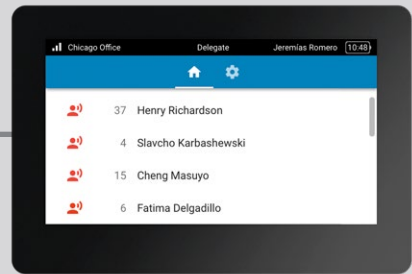 Chicago Office Delegate Jeremías Romero 10:48
37 Henry Richardson
4 Slavcho Karbashewski
15 Cheng Masuyo
6 Fatima Delgadillo